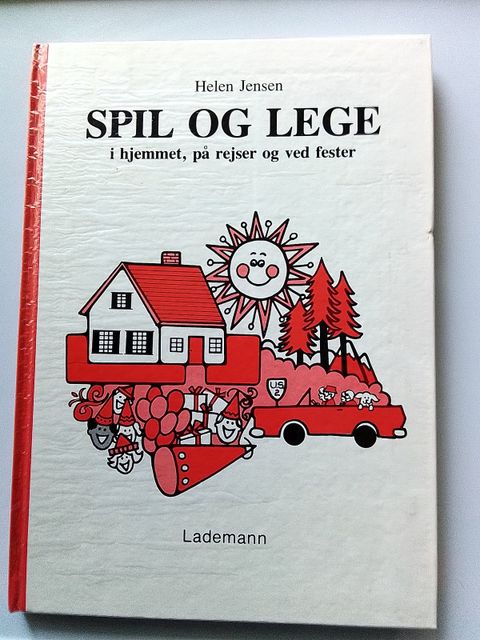 Helen Jensen
SPIL OG LEGE
i hjemmet, på rejser og ved fester
US
2
Lademann